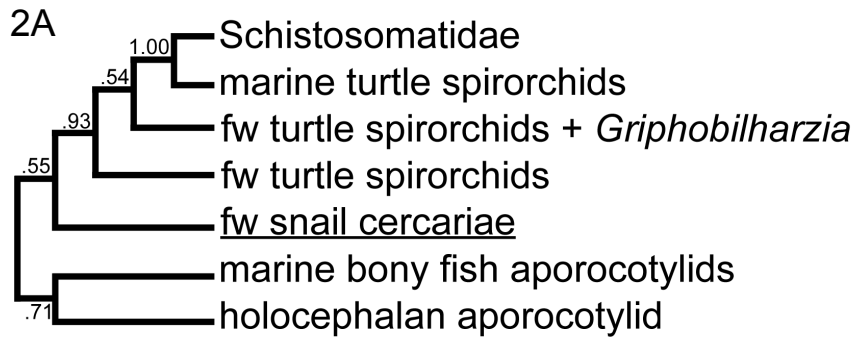 2A
Schistosomatidae
1.00
marine turtle spirorchids
.54
fw turtle spirorchids + Griphobilharzia
.93
fw turtle spirorchids
.55
fw snail cercariae
marine bony fish aporocotylids
.71
holocephalan aporocotylid